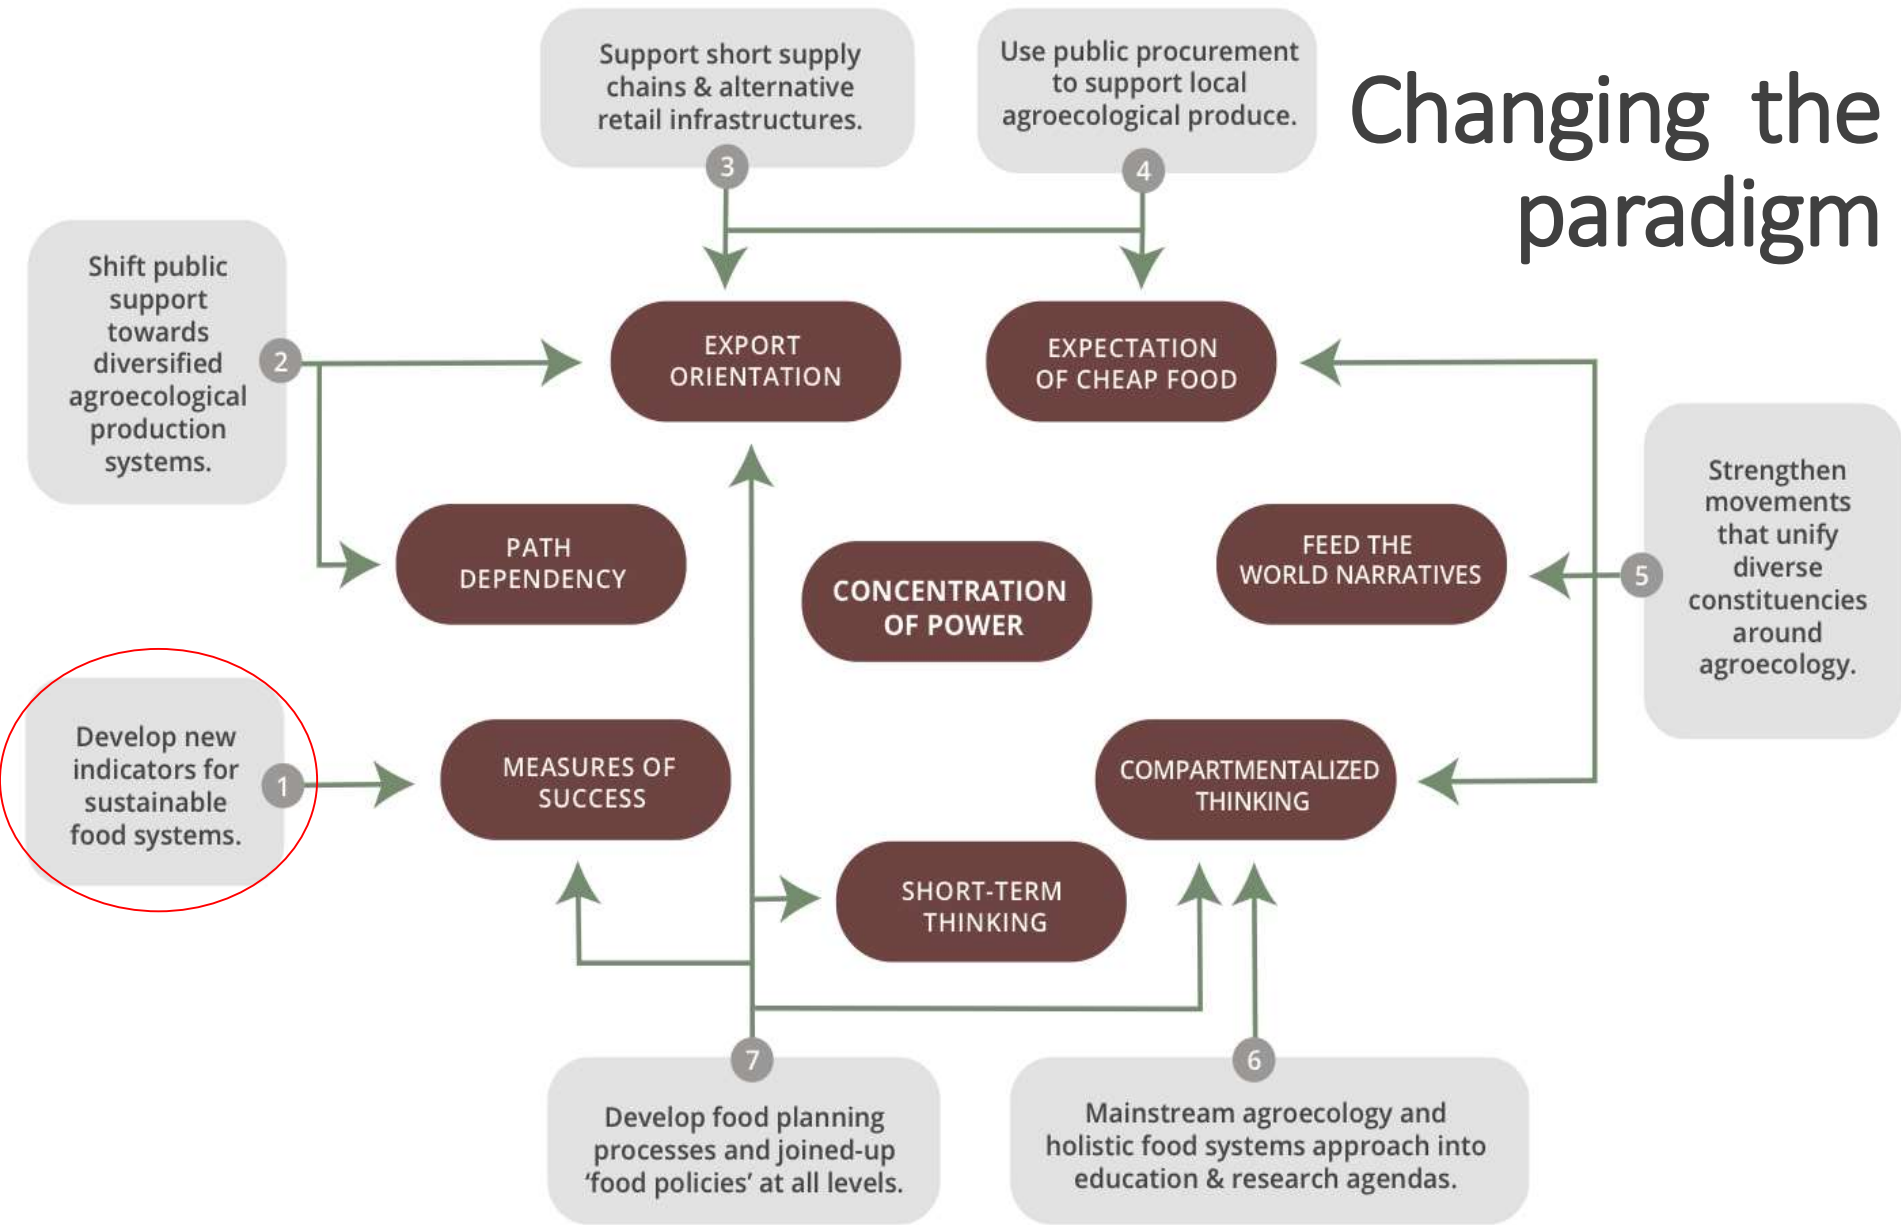 Changing the
paradigm
Support short supply
chains & alternative
retail infrastructures.
3
Use public procurement
to support local
agroecological produce.
4
Shift public
support
towards
diversified
agroecological
production
systems.
2
EXPORT
ORIENTATION
EXPECTATION
OF CHEAP FOOD
PATH
DEPENDENCY
CONCENTRATION
OF POWER
FEED THE
WORLD NARRATIVES
Strengthen
movements
that unify
diverse
constituencies
around
agroecology.
5
Develop new
indicators for
sustainable
food systems.
1
MEASURES OF
SUCCESS
COMPARTMENTALIZED
THINKING
SHORT-TERM
THINKING
7
Develop food planning
processes and joined-up
‘food policies’ at all levels.
6
Mainstream agroecology and
holistic food systems approach into
education & research agendas.